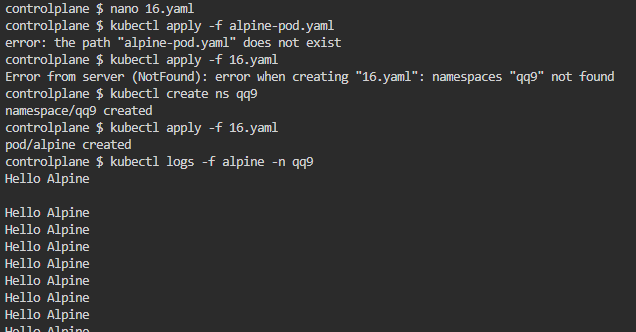 controlplane $ nano 16.yaml
controlplane $ kubectl apply -f alpine-pod.yaml
error: the path "alpine-pod.yaml" does not exist
controlplane $ kubectl apply -f 16.yaml
Error from server (NotFound): error when creating "16.yaml": namespaces "qq9" not found
controlplane $ kubectl create ns qq9
namespace/qq9 created
controlplane $ kubectl apply -f 16.yaml
pod/alpine created
controlplane $ kubectl logs -f alpine -n qq9
Hello Alpine

Hello Alpine
Hello Alpine
Hello Alpine
Hello Alpine
Hello Alpine
Hello Alpine
Hello Alpine
Hello Alpine